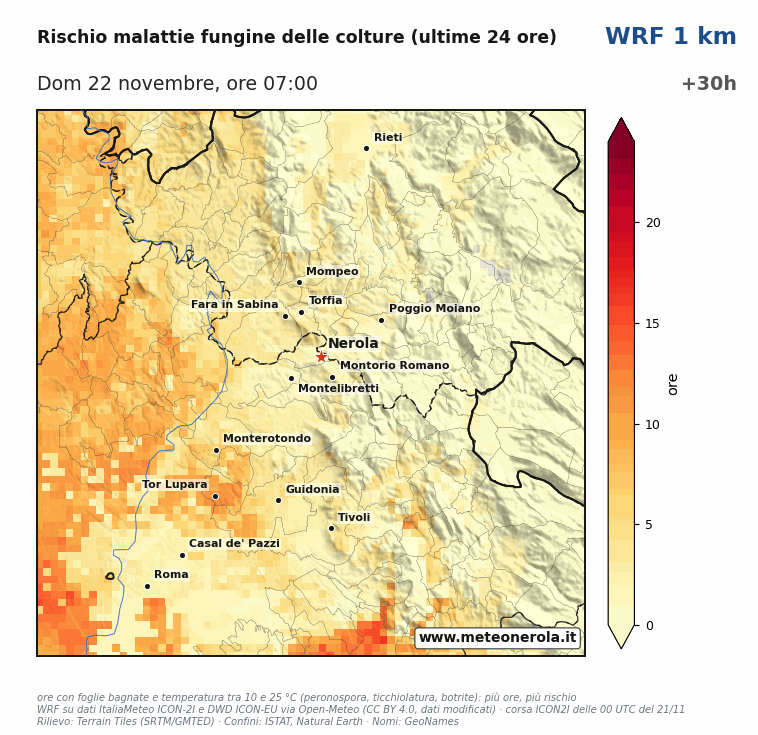 Rischio malattie fungine delle colture (ultime 24 ore)
WRF 1 km
Dom 22 novembre, ore 07:00
+30h
Rieti
Mompeo
Toffia
Fara in Sabina
Poggio Moiano
Nerola
Montorio Romano
Montelibretti
Monterotondo
Tor Lupara
Guidonia
Tivoli
Casal de' Pazzi
Roma
www.meteonerola.it
20
15
10
5
0
ore
ore con foglie bagnate e temperatura tra 10 e 25 °C (peronospora, ticchiolatura, botrite): più ore, più rischio
WRF su dati ItaliaMeteo ICON-2I e DWD ICON-EU via Open-Meteo (CC BY 4.0, dati modificati) · corsa ICON2I delle 00 UTC del 21/11
Rilievo: Terrain Tiles (SRTM/GMTED) · Confini: ISTAT, Natural Earth · Nomi: GeoNames